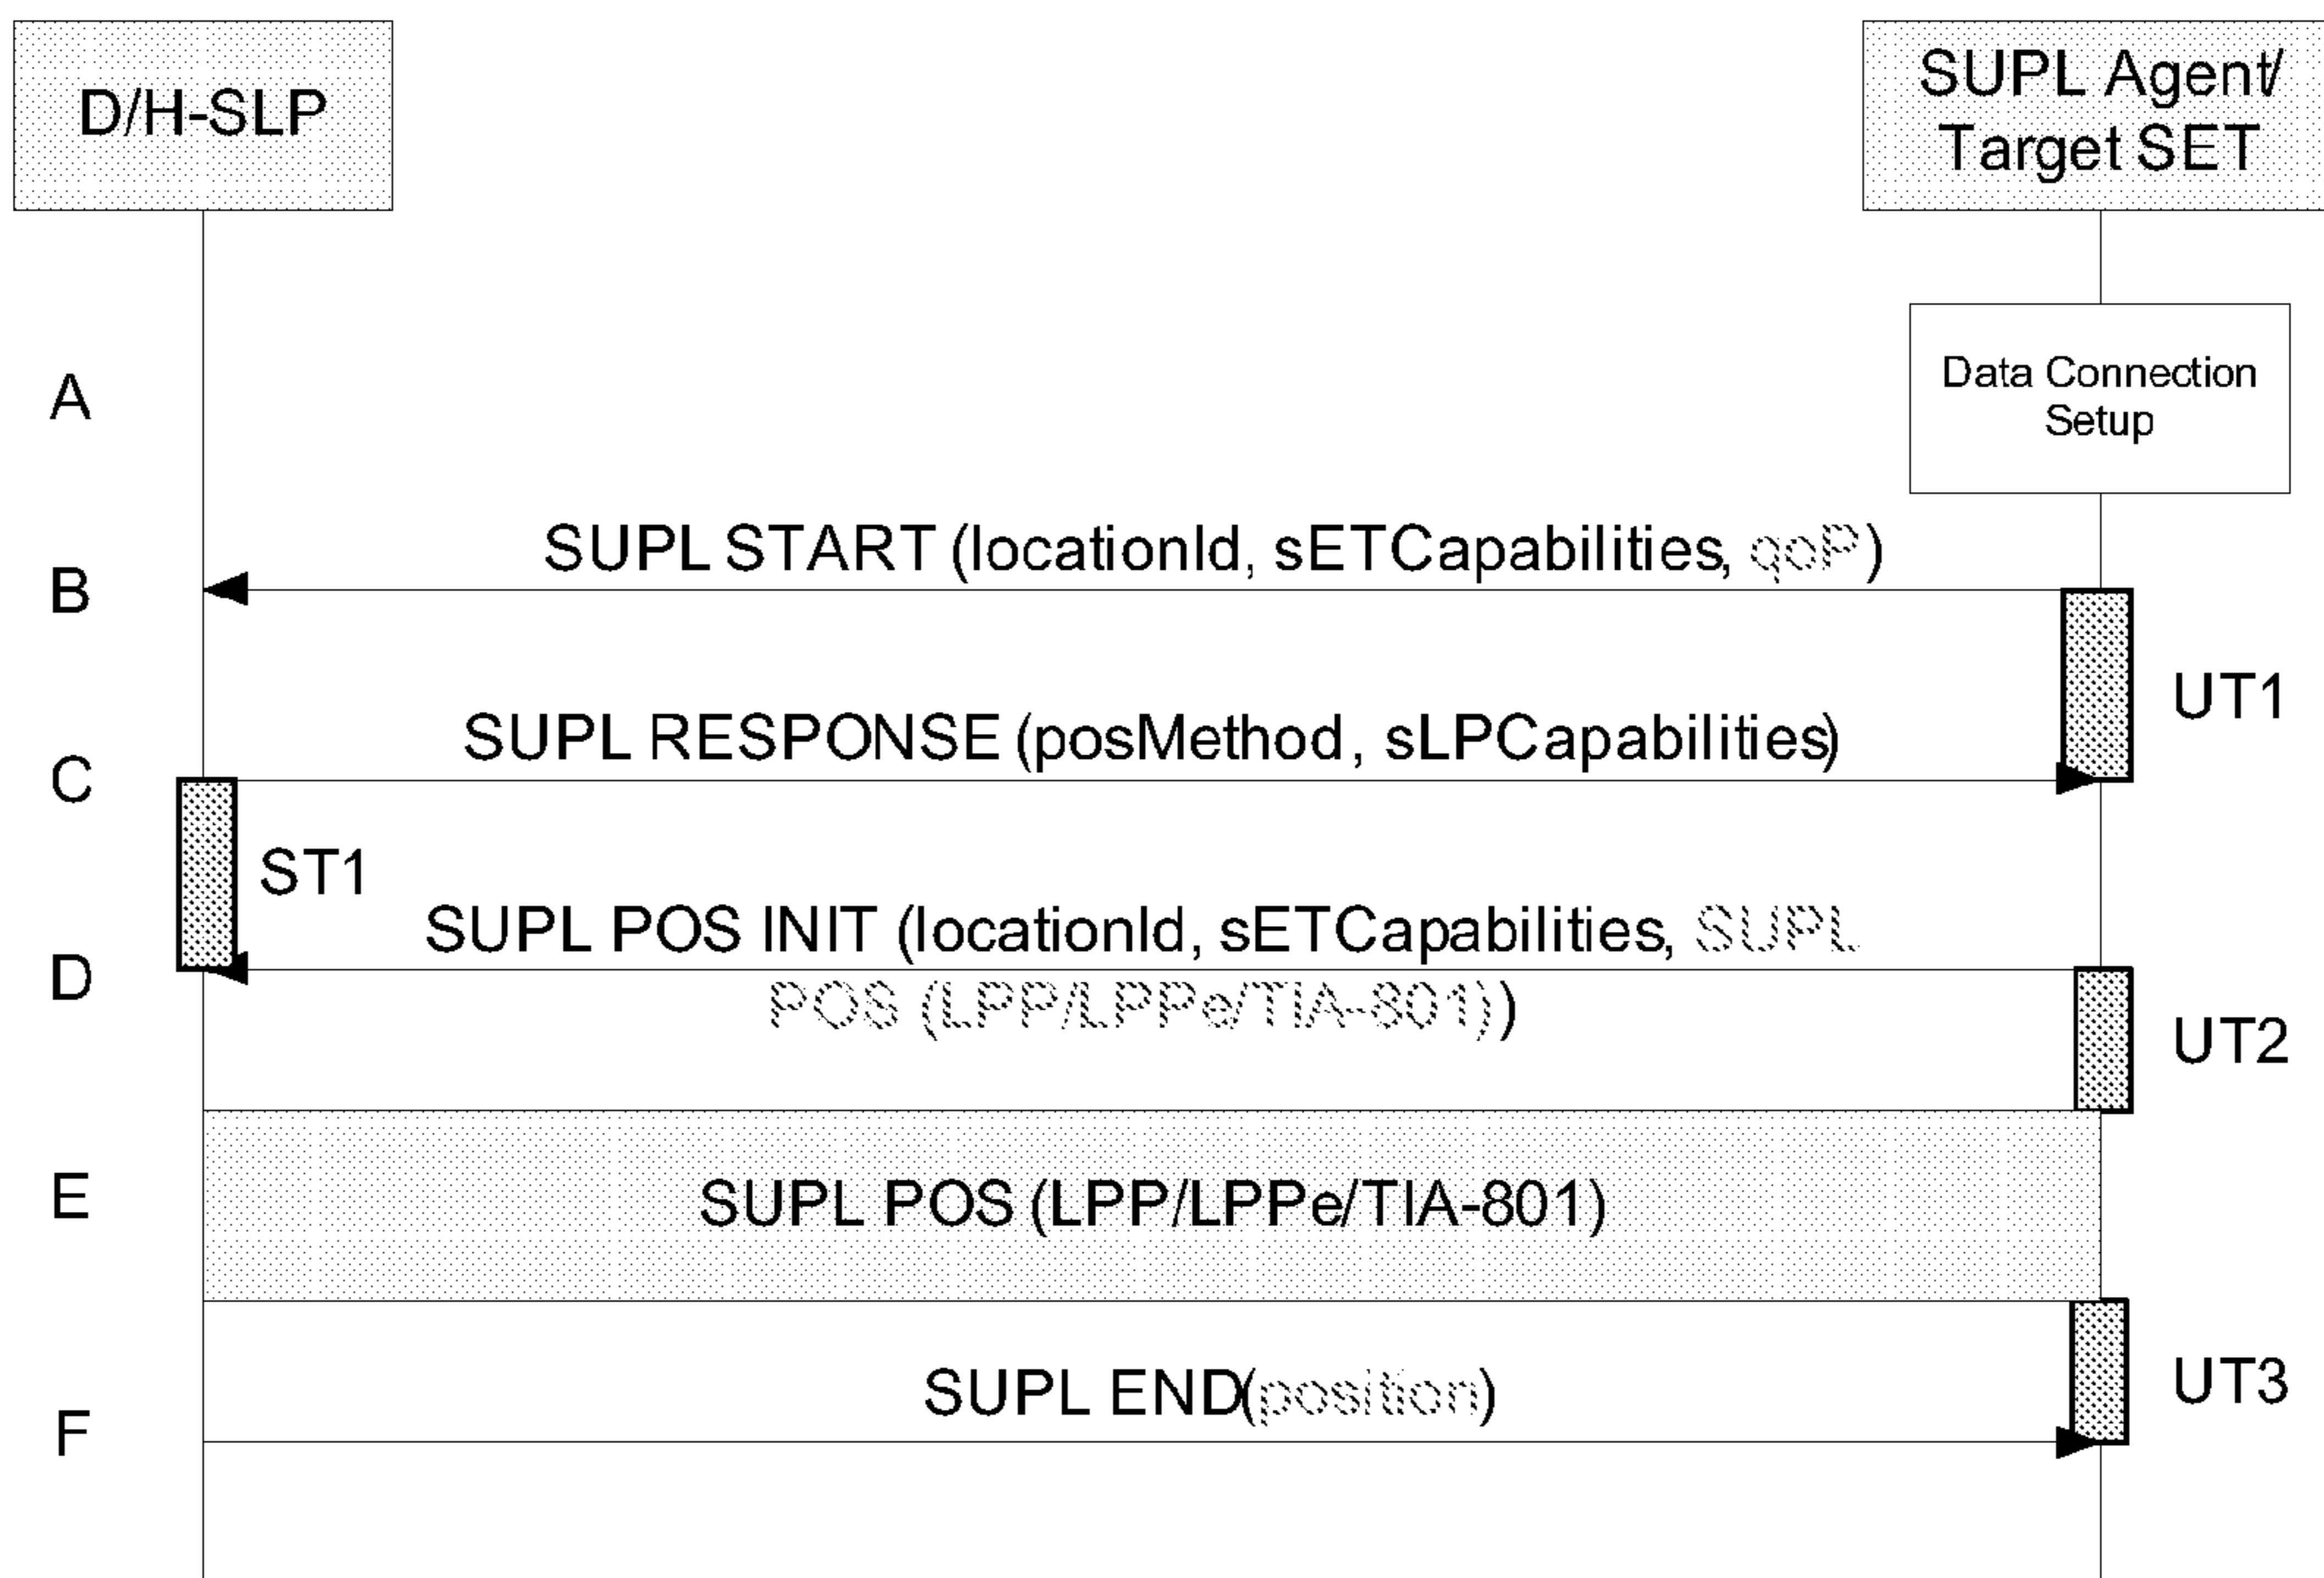 D/H-SLP
SUPL Agent/
Target SET
A
Data Connection
Setup
SUPL START (locationId, sETCapabilities, qoP)
B
UT1
SUPL RESPONSE (posMethod, sLPCapabilities)
C
ST1
SUPL POS INIT (locationId, sETCapabilities, SUPL
POS (LPP/LPPe/TIA-801))
D
UT2
E
SUPL POS (LPP/LPPe/TIA-801)
SUPL END(position)
UT3
F